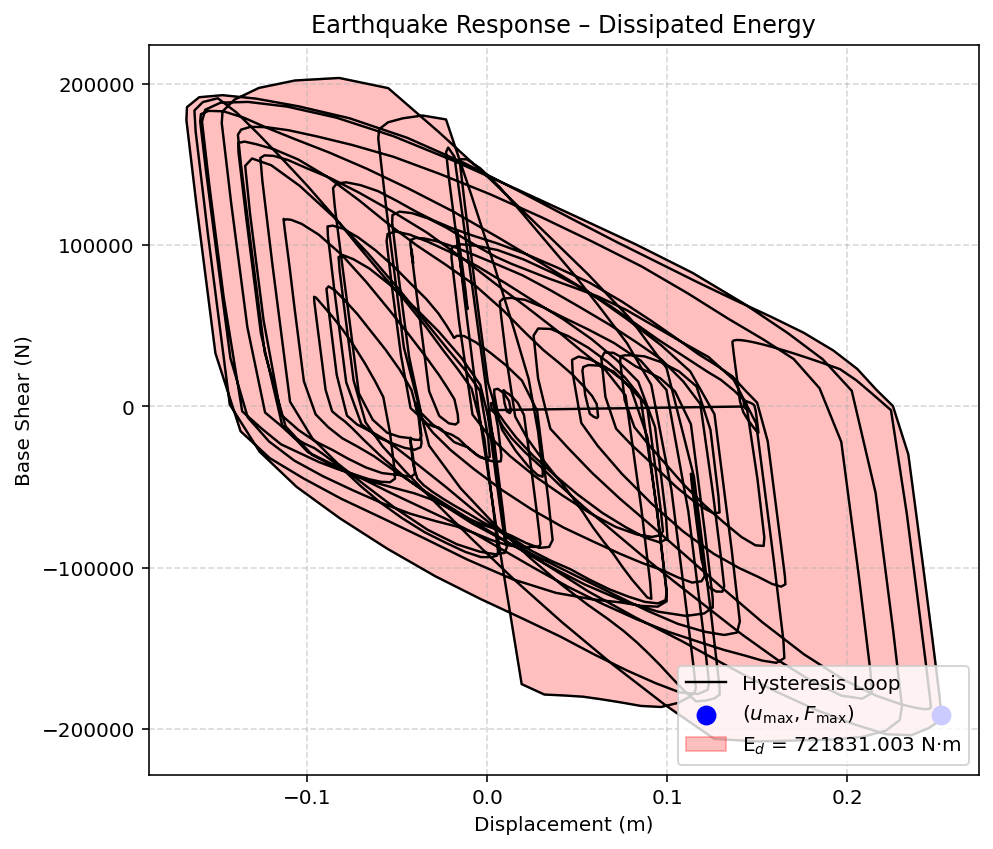 Earthquake Response – Dissipated Energy
Base Shear (N)
200000
100000
0
−100000
−200000
−0.1
0.0
0.1
0.2
Displacement (m)
Hysteresis Loop
(u_max, F_max)
E_d = 721831.003 N·m